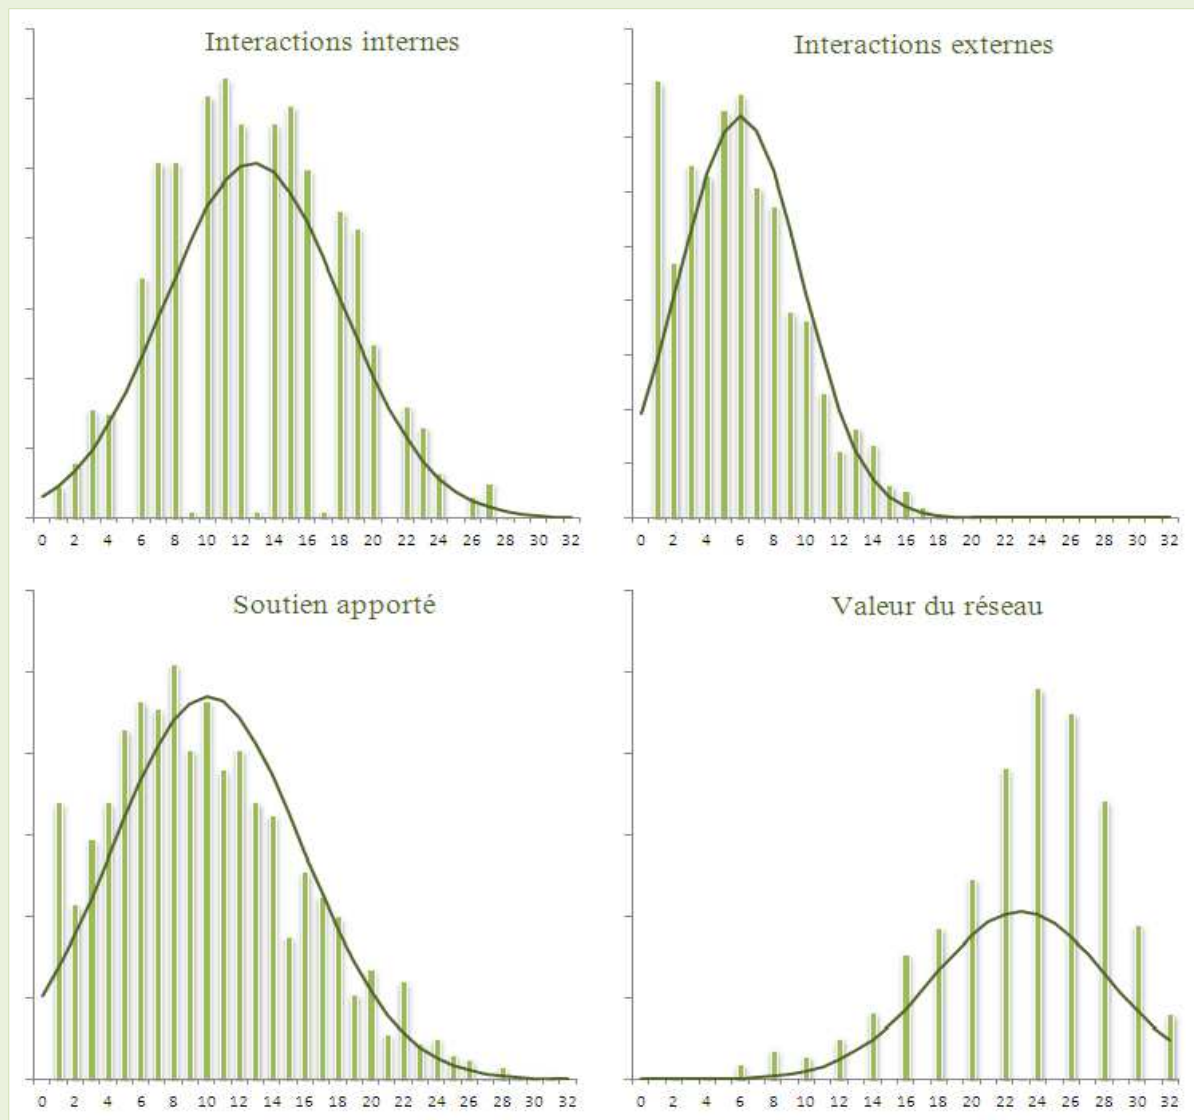 Interactions internes
0 2 4 6 8 10 12 14 16 18 20 22 24 26 28 30 32
Interactions externes
0 2 4 6 8 10 12 14 16 18 20 22 24 26 28 30 32
Soutien apporté
0 2 4 6 8 10 12 14 16 18 20 22 24 26 28 30 32
Valeur du réseau
0 2 4 6 8 10 12 14 16 18 20 22 24 26 28 30 32